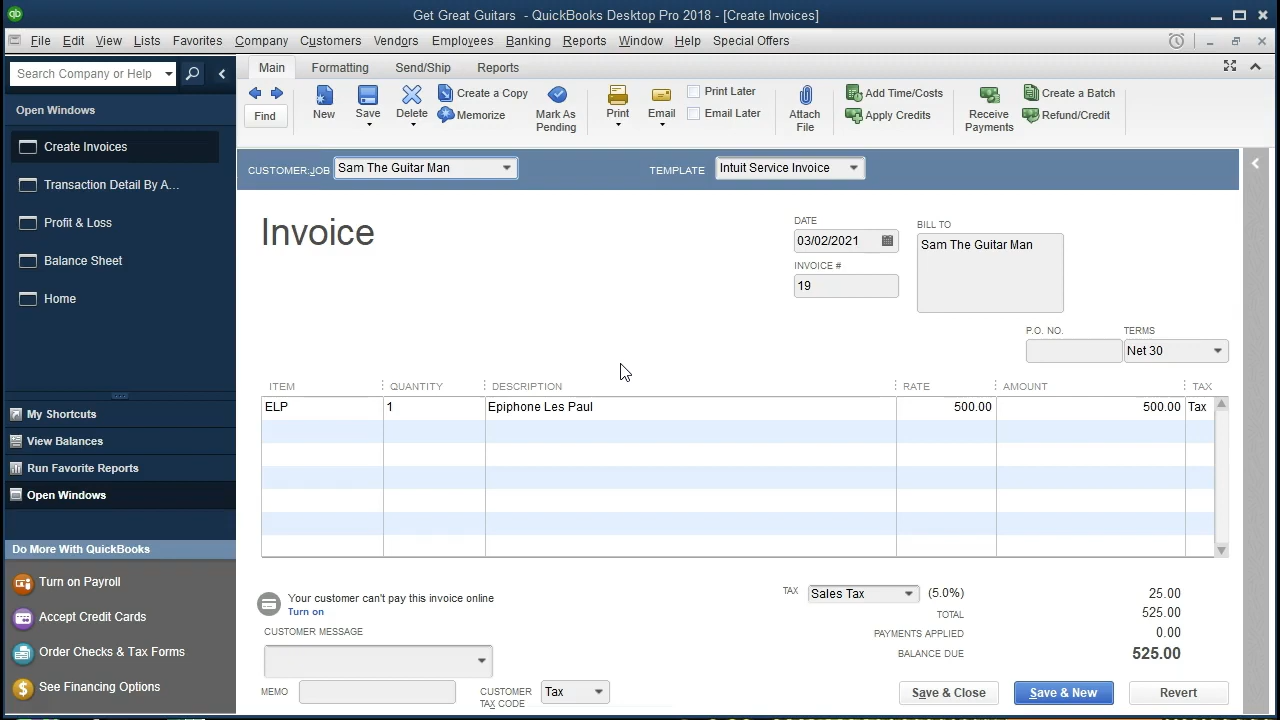 Get Great Guitars - QuickBooks Desktop Pro 2018 - [Create Invoices]
File Edit View Lists Favorites Company Customers Vendors Employees Banking Reports Window Help Special Offers
Search Company or Help
Open Windows
Create Invoices
Transaction Detail By A...
Profit & Loss
Balance Sheet
Home
My Shortcuts
View Balances
Run Favorite Reports
Open Windows
Do More With QuickBooks
Turn on Payroll
Accept Credit Cards
Order Checks & Tax Forms
See Financing Options
Main Formatting Send/Ship Reports
Find
New
Save
Delete
Create a Copy
Memorize
Mark As
Pending
Print
Email
Print Later
Email Later
Attach
File
Add Time/Costs
Apply Credits
Receive
Payments
Create a Batch
Refund/Credit
CUSTOMER:JOB Sam The Guitar Man TEMPLATE Intuit Service Invoice
Invoice
DATE
03/02/2021
INVOICE #
19
BILL TO
Sam The Guitar Man
P.O. NO. TERMS
Net 30
ITEM QUANTITY DESCRIPTION RATE AMOUNT TAX
ELP 1 Epiphone Les Paul 500.00 500.00 Tax
Your customer can't pay this invoice online
Turn on
CUSTOMER MESSAGE
MEMO
CUSTOMER
TAX CODE
Tax
TAX Sales Tax (5.0%) 25.00
TOTAL 525.00
PAYMENTS APPLIED 0.00
BALANCE DUE 525.00
Save & Close Save & New Revert